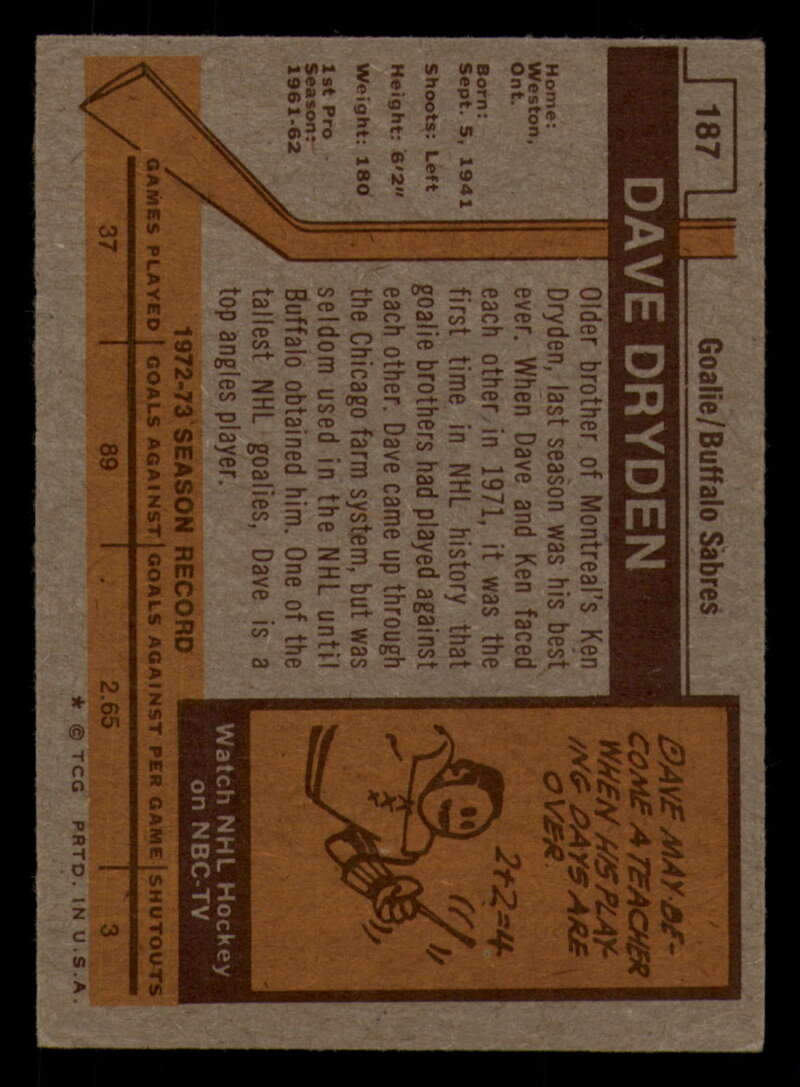 187
Goalie/Buffalo Sabres
DAVE DRYDEN
Home:
Weston,
Ont.
Born:
Sept. 5, 1941
Shoots: Left
Height: 6'2"
Weight: 180
1st Pro
Season:
1961-62
Older brother of Montreal's Ken
Dryden, last season was his best
ever. When Dave and Ken faced
each other in 1971, it was the
first time in NHL history that
goalie brothers had played against
each other. Dave came up through
the Chicago farm system, but was
seldom used in the NHL until
Buffalo obtained him. One of the
tallest NHL goalies, Dave is a
top angles player.
DAVE MAY BE-
COME A TEACHER
WHEN HIS PLAY-
ING DAYS ARE
OVER.
2+2=4
Watch NHL Hockey
on NBC-TV
1972-73 SEASON RECORD
GAMES PLAYED GOALS AGAINST GOALS AGAINST PER GAME SHUTOUTS
37 89 2.65 3
* © TCG PRTD. IN U.S.A.